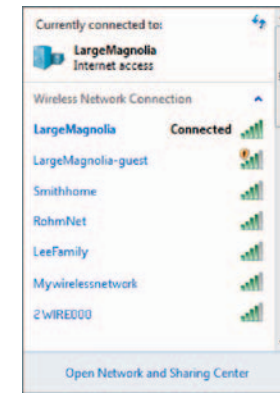 Currently connected to:
LargeMagnolia
Internet access
Wireless Network Connection
LargeMagnolia Connected
LargeMagnolia-guest
Smithhome
RohmNet
LeeFamily
Mywirelessnetwork
2WIRE000
Open Network and Sharing Center